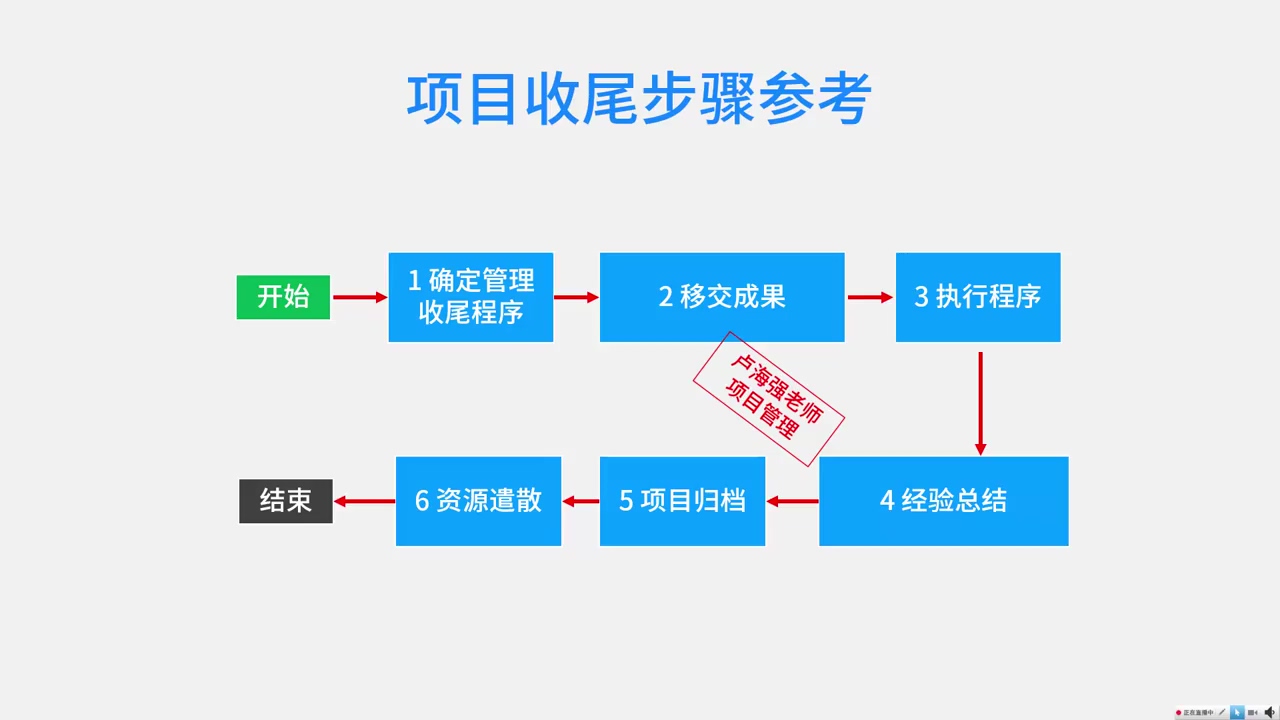 项目收尾步骤参考
开始
1 确定管理
收尾程序
2 移交成果
3 执行程序
卢海强老师
项目管理
结束
6 资源遣散
5 项目归档
4 经验总结
正在直播中